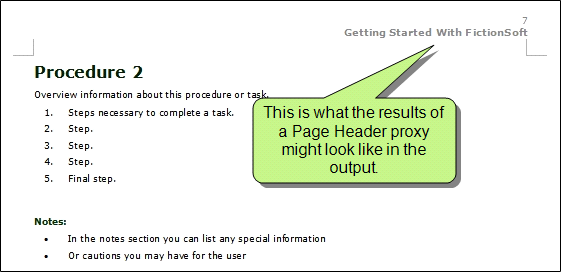 7
Getting Started With FictionSoft
Procedure 2
Overview information about this procedure or task.
1. Steps necessary to complete a task.
2. Step.
3. Step.
4. Step.
5. Final step.
This is what the results of
a Page Header proxy
might look like in the
output.
Notes:
• In the notes section you can list any special information
• Or cautions you may have for the user